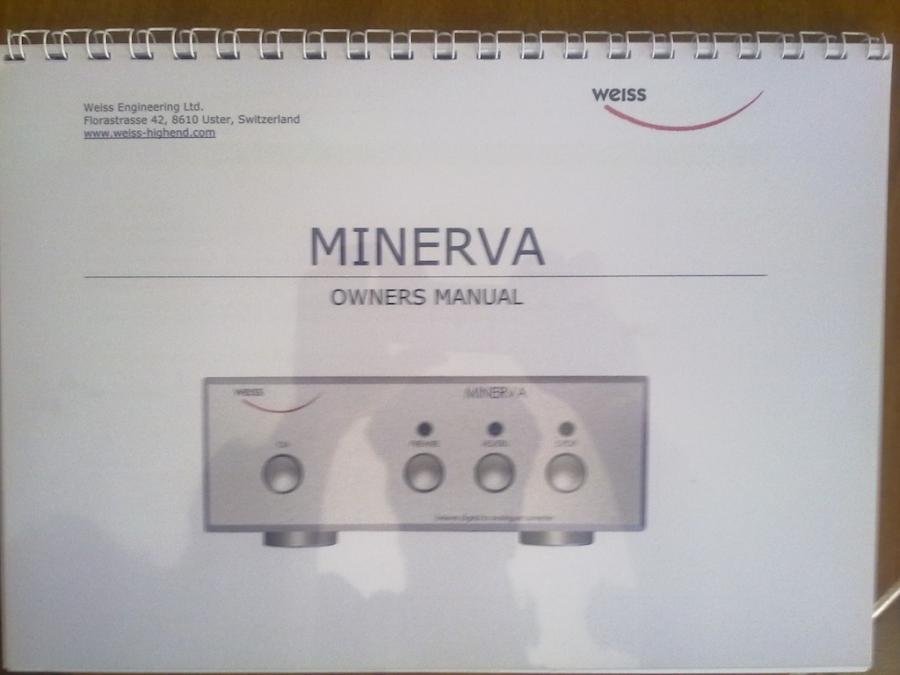 Weiss Engineering Ltd.
Florastrasse 42, 8610 Uster, Switzerland
www.weiss-highend.com
weiss
MINERVA
OWNERS MANUAL
weiss
MINERVA